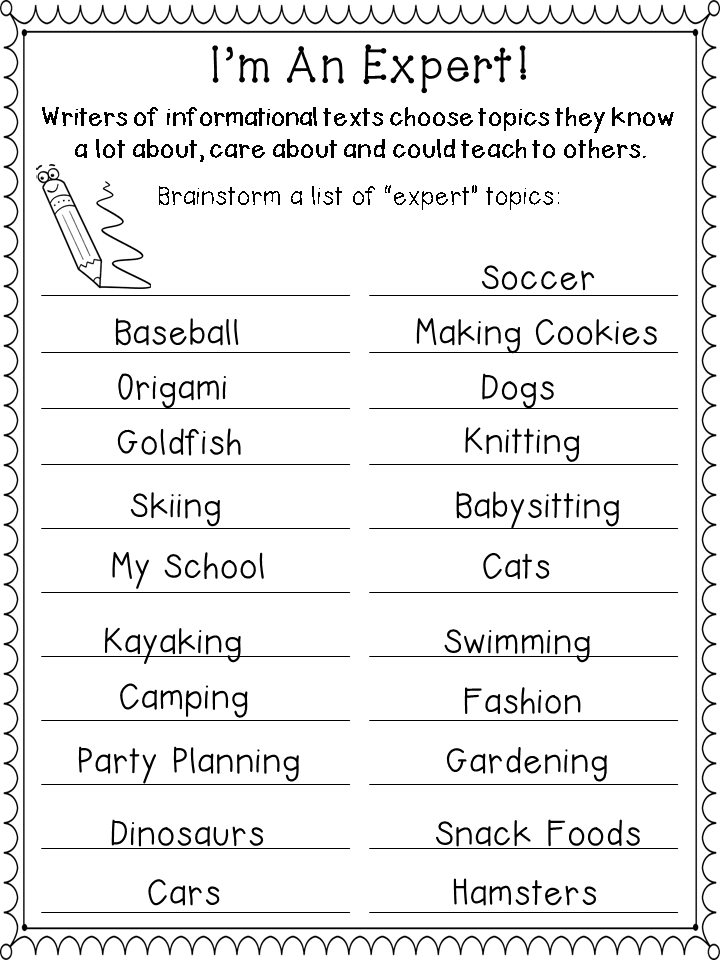 I'm An Expert!
Writers of informational texts choose topics they know
a lot about, care about and could teach to others.
Brainstorm a list of "expert" topics:
Soccer
Baseball Making Cookies
Origami Dogs
Goldfish Knitting
Skiing Babysitting
My School Cats
Kayaking Swimming
Camping Fashion
Party Planning Gardening
Dinosaurs Snack Foods
Cars Hamsters